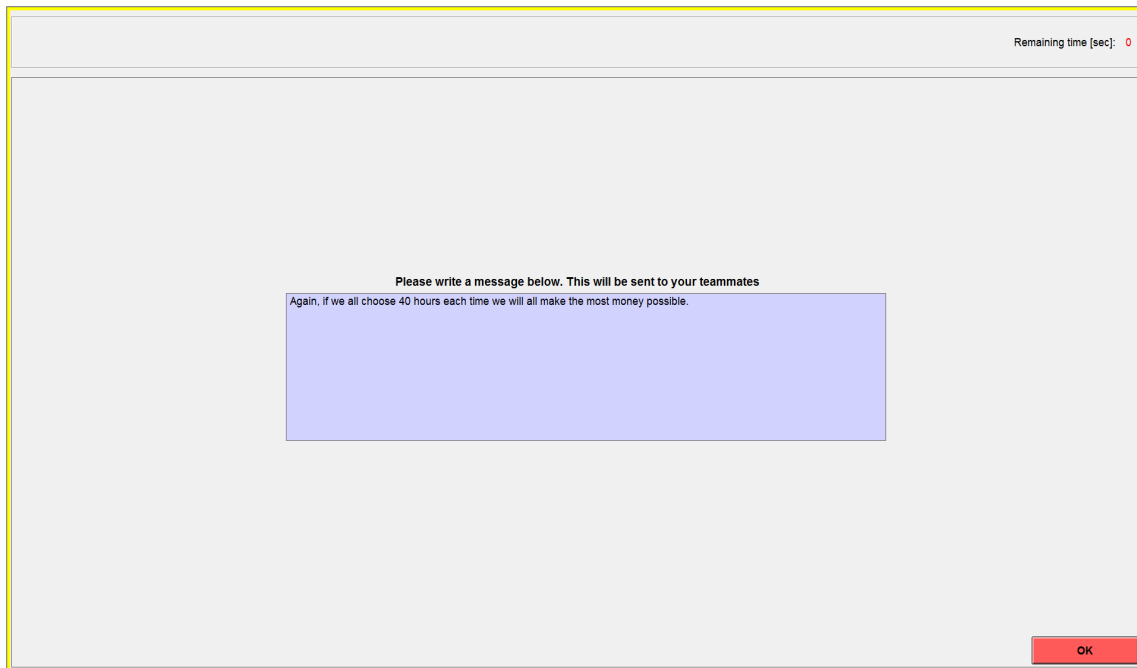 Remaining time [sec]: 0
Please write a message below. This will be sent to your teammates
Again, if we all choose 40 hours each time we will all make the most money possible.
OK